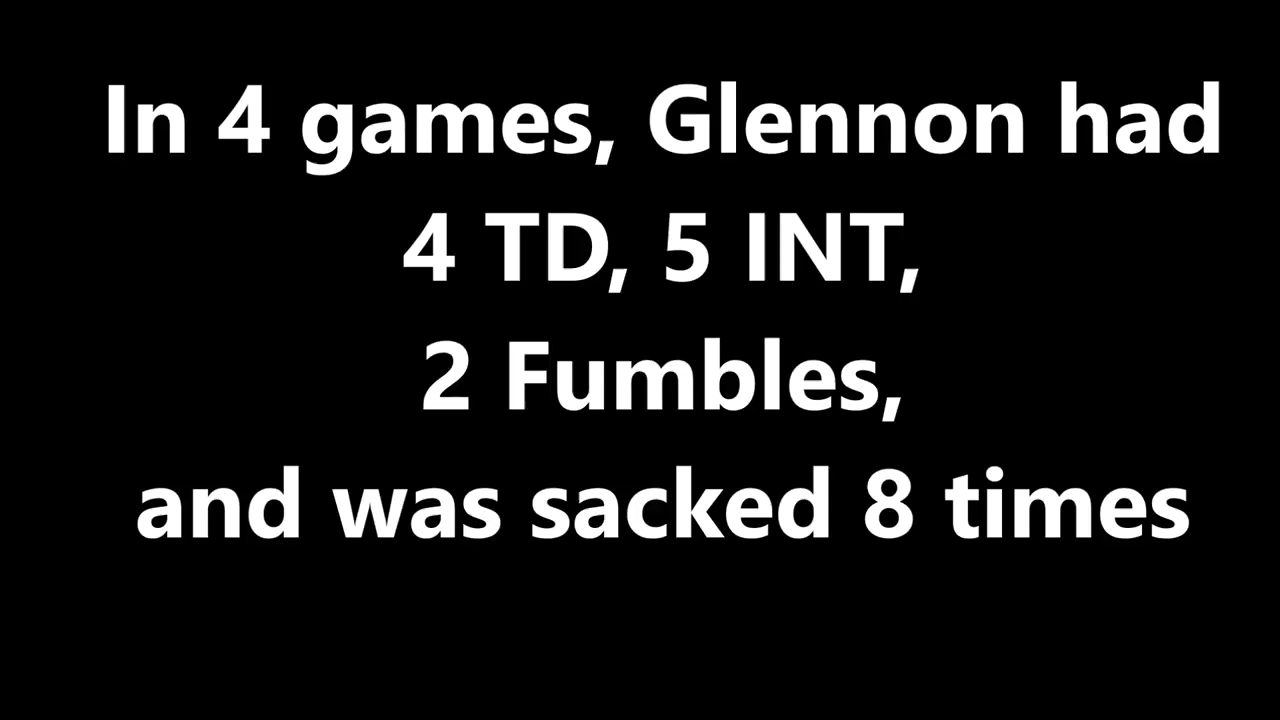 In 4 games, Glennon had
4 TD, 5 INT,
2 Fumbles,
and was sacked 8 times